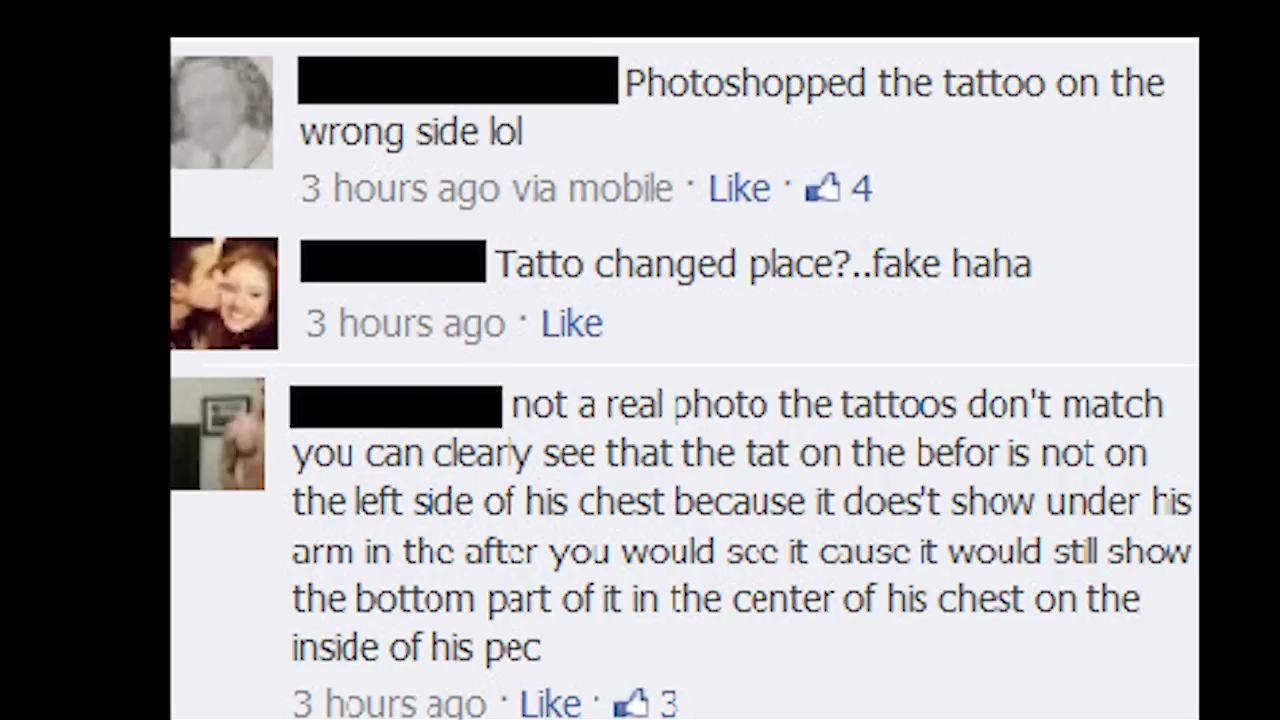 Photoshopped the tattoo on the
wrong side lol
3 hours ago via mobile · Like · 4
Tatto changed place?..fake haha
3 hours ago · Like
not a real photo the tattoos don't match
you can clearly see that the tat on the befor is not on
the left side of his chest because it does't show under his
arm in the after you would see it cause it would still show
the bottom part of it in the center of his chest on the
inside of his pec
3 hours ago · Like · 3